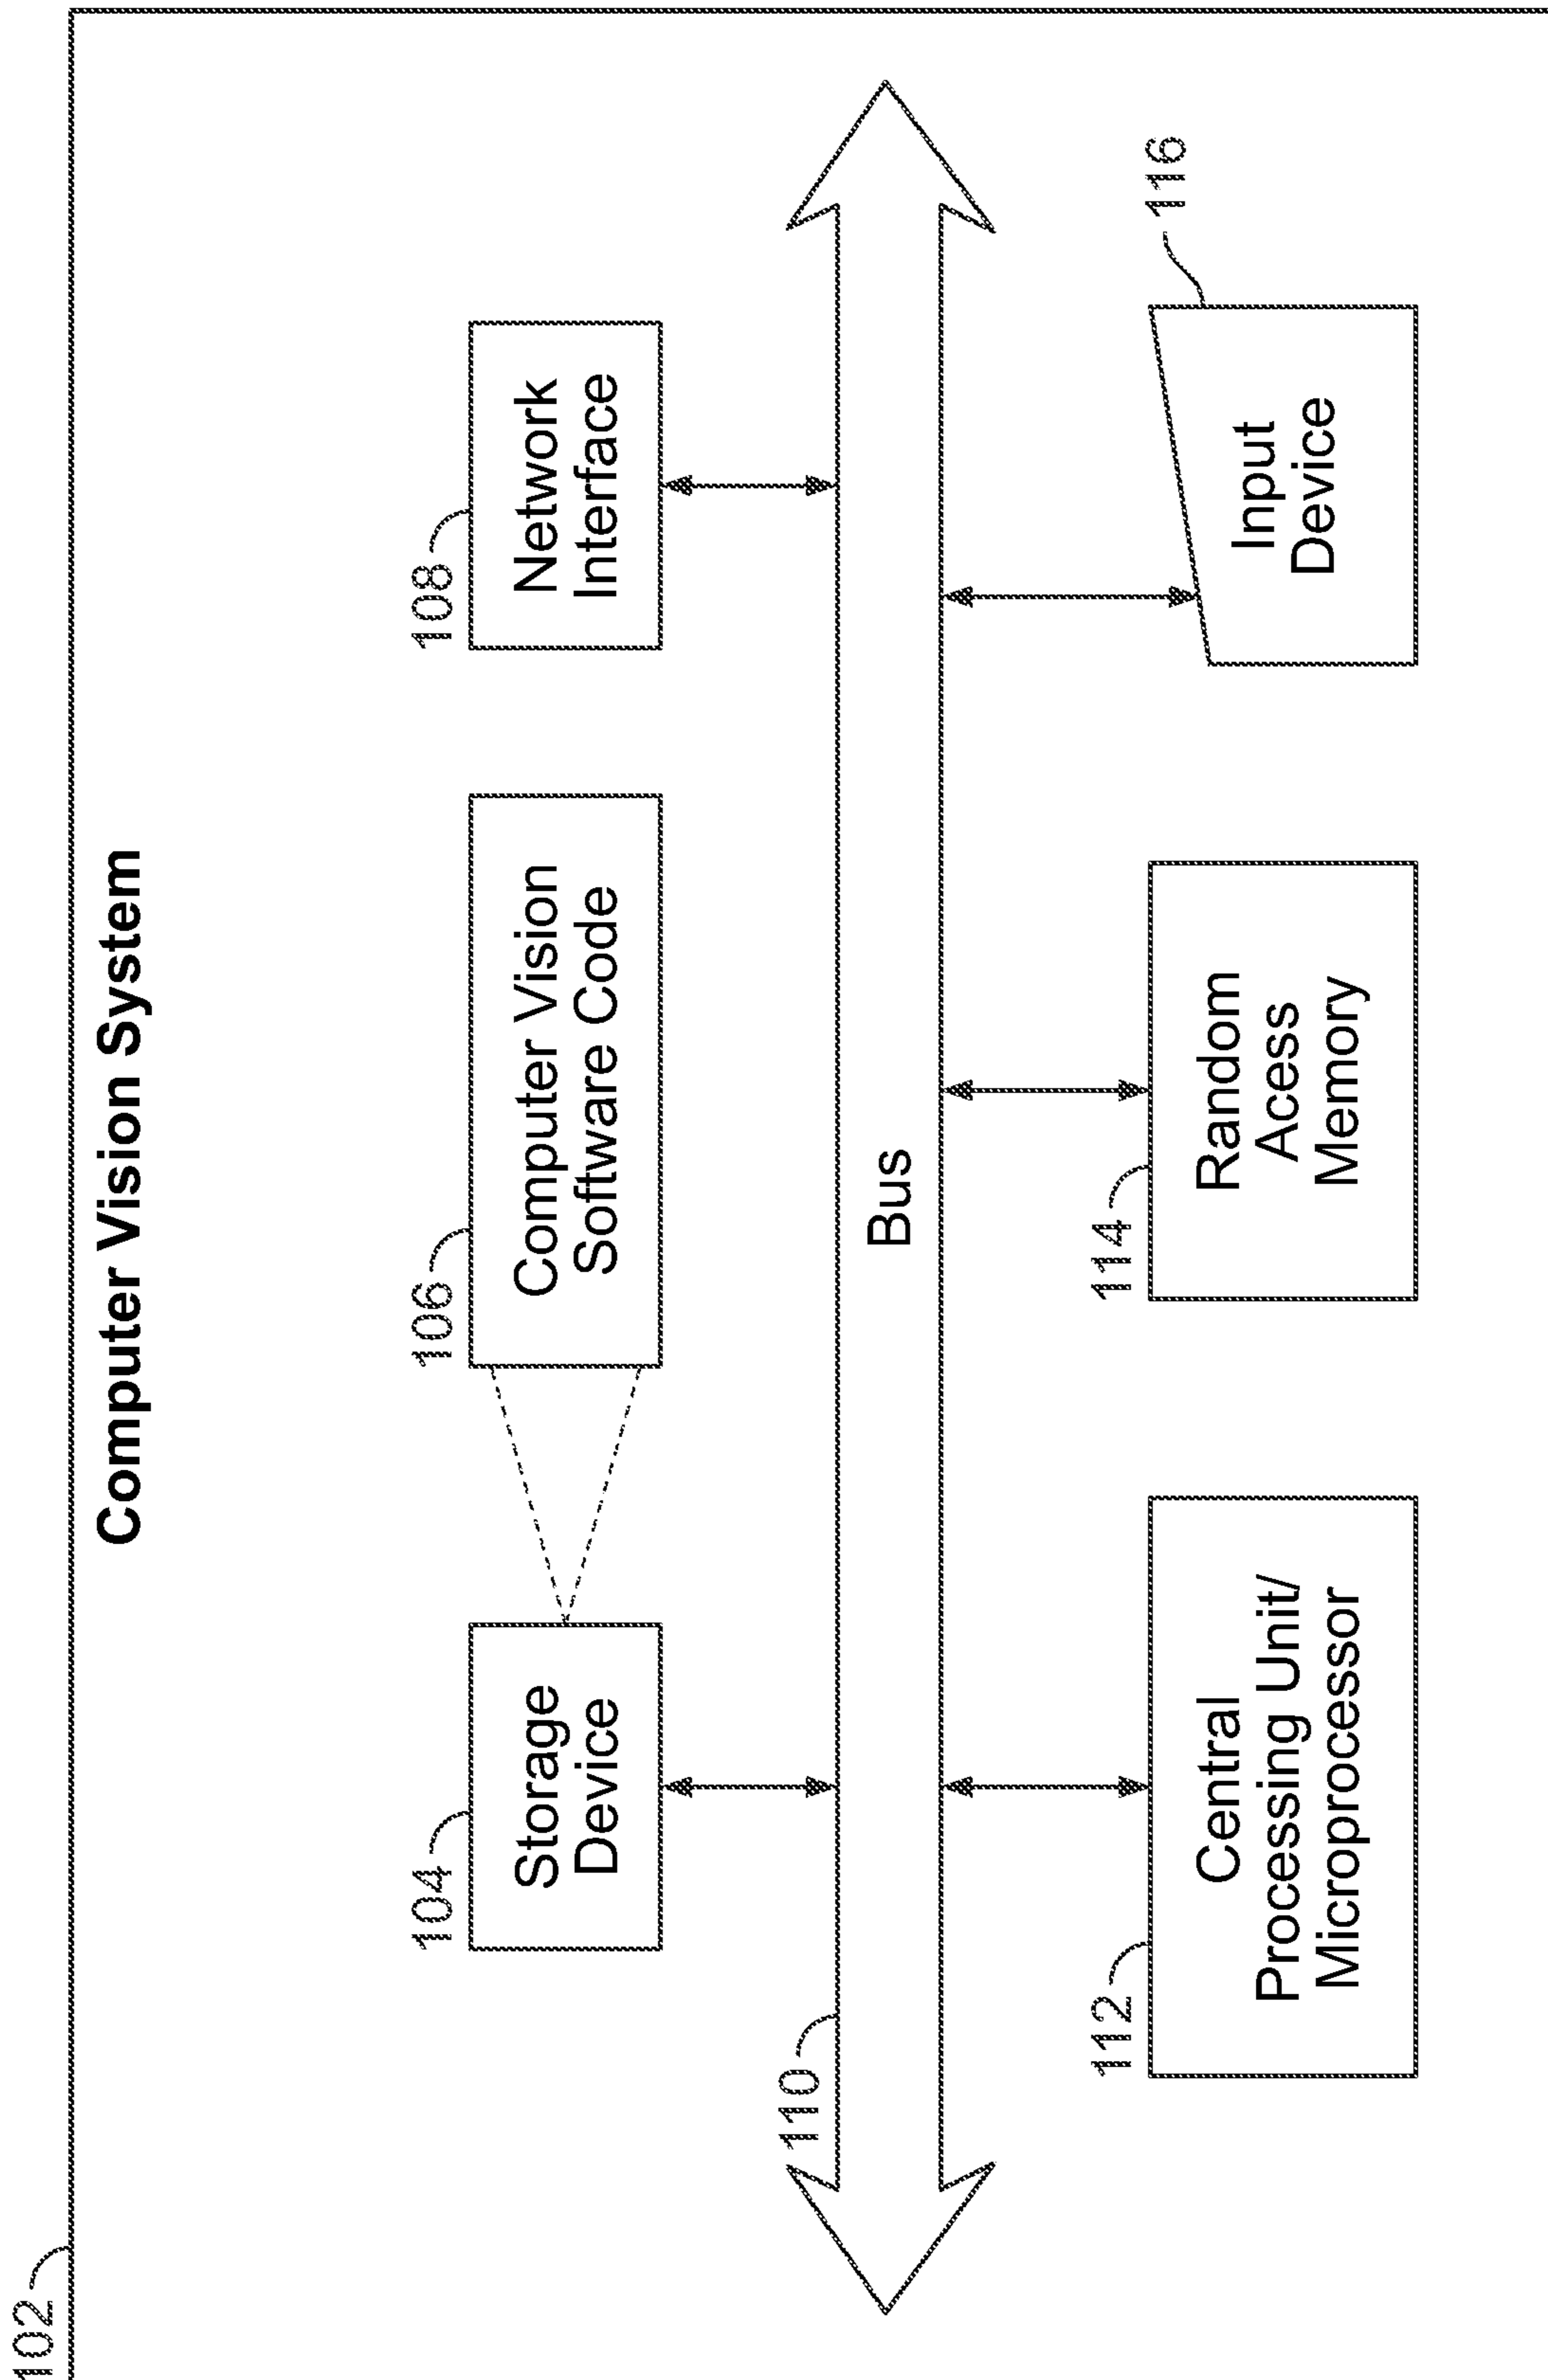 102
Computer Vision System
104
Storage
Device
106
Computer Vision
Software Code
108
Network
Interface
110
Bus
112
Central
Processing Unit/
Microprocessor
114
Random
Acess
Memory
116
Input
Device